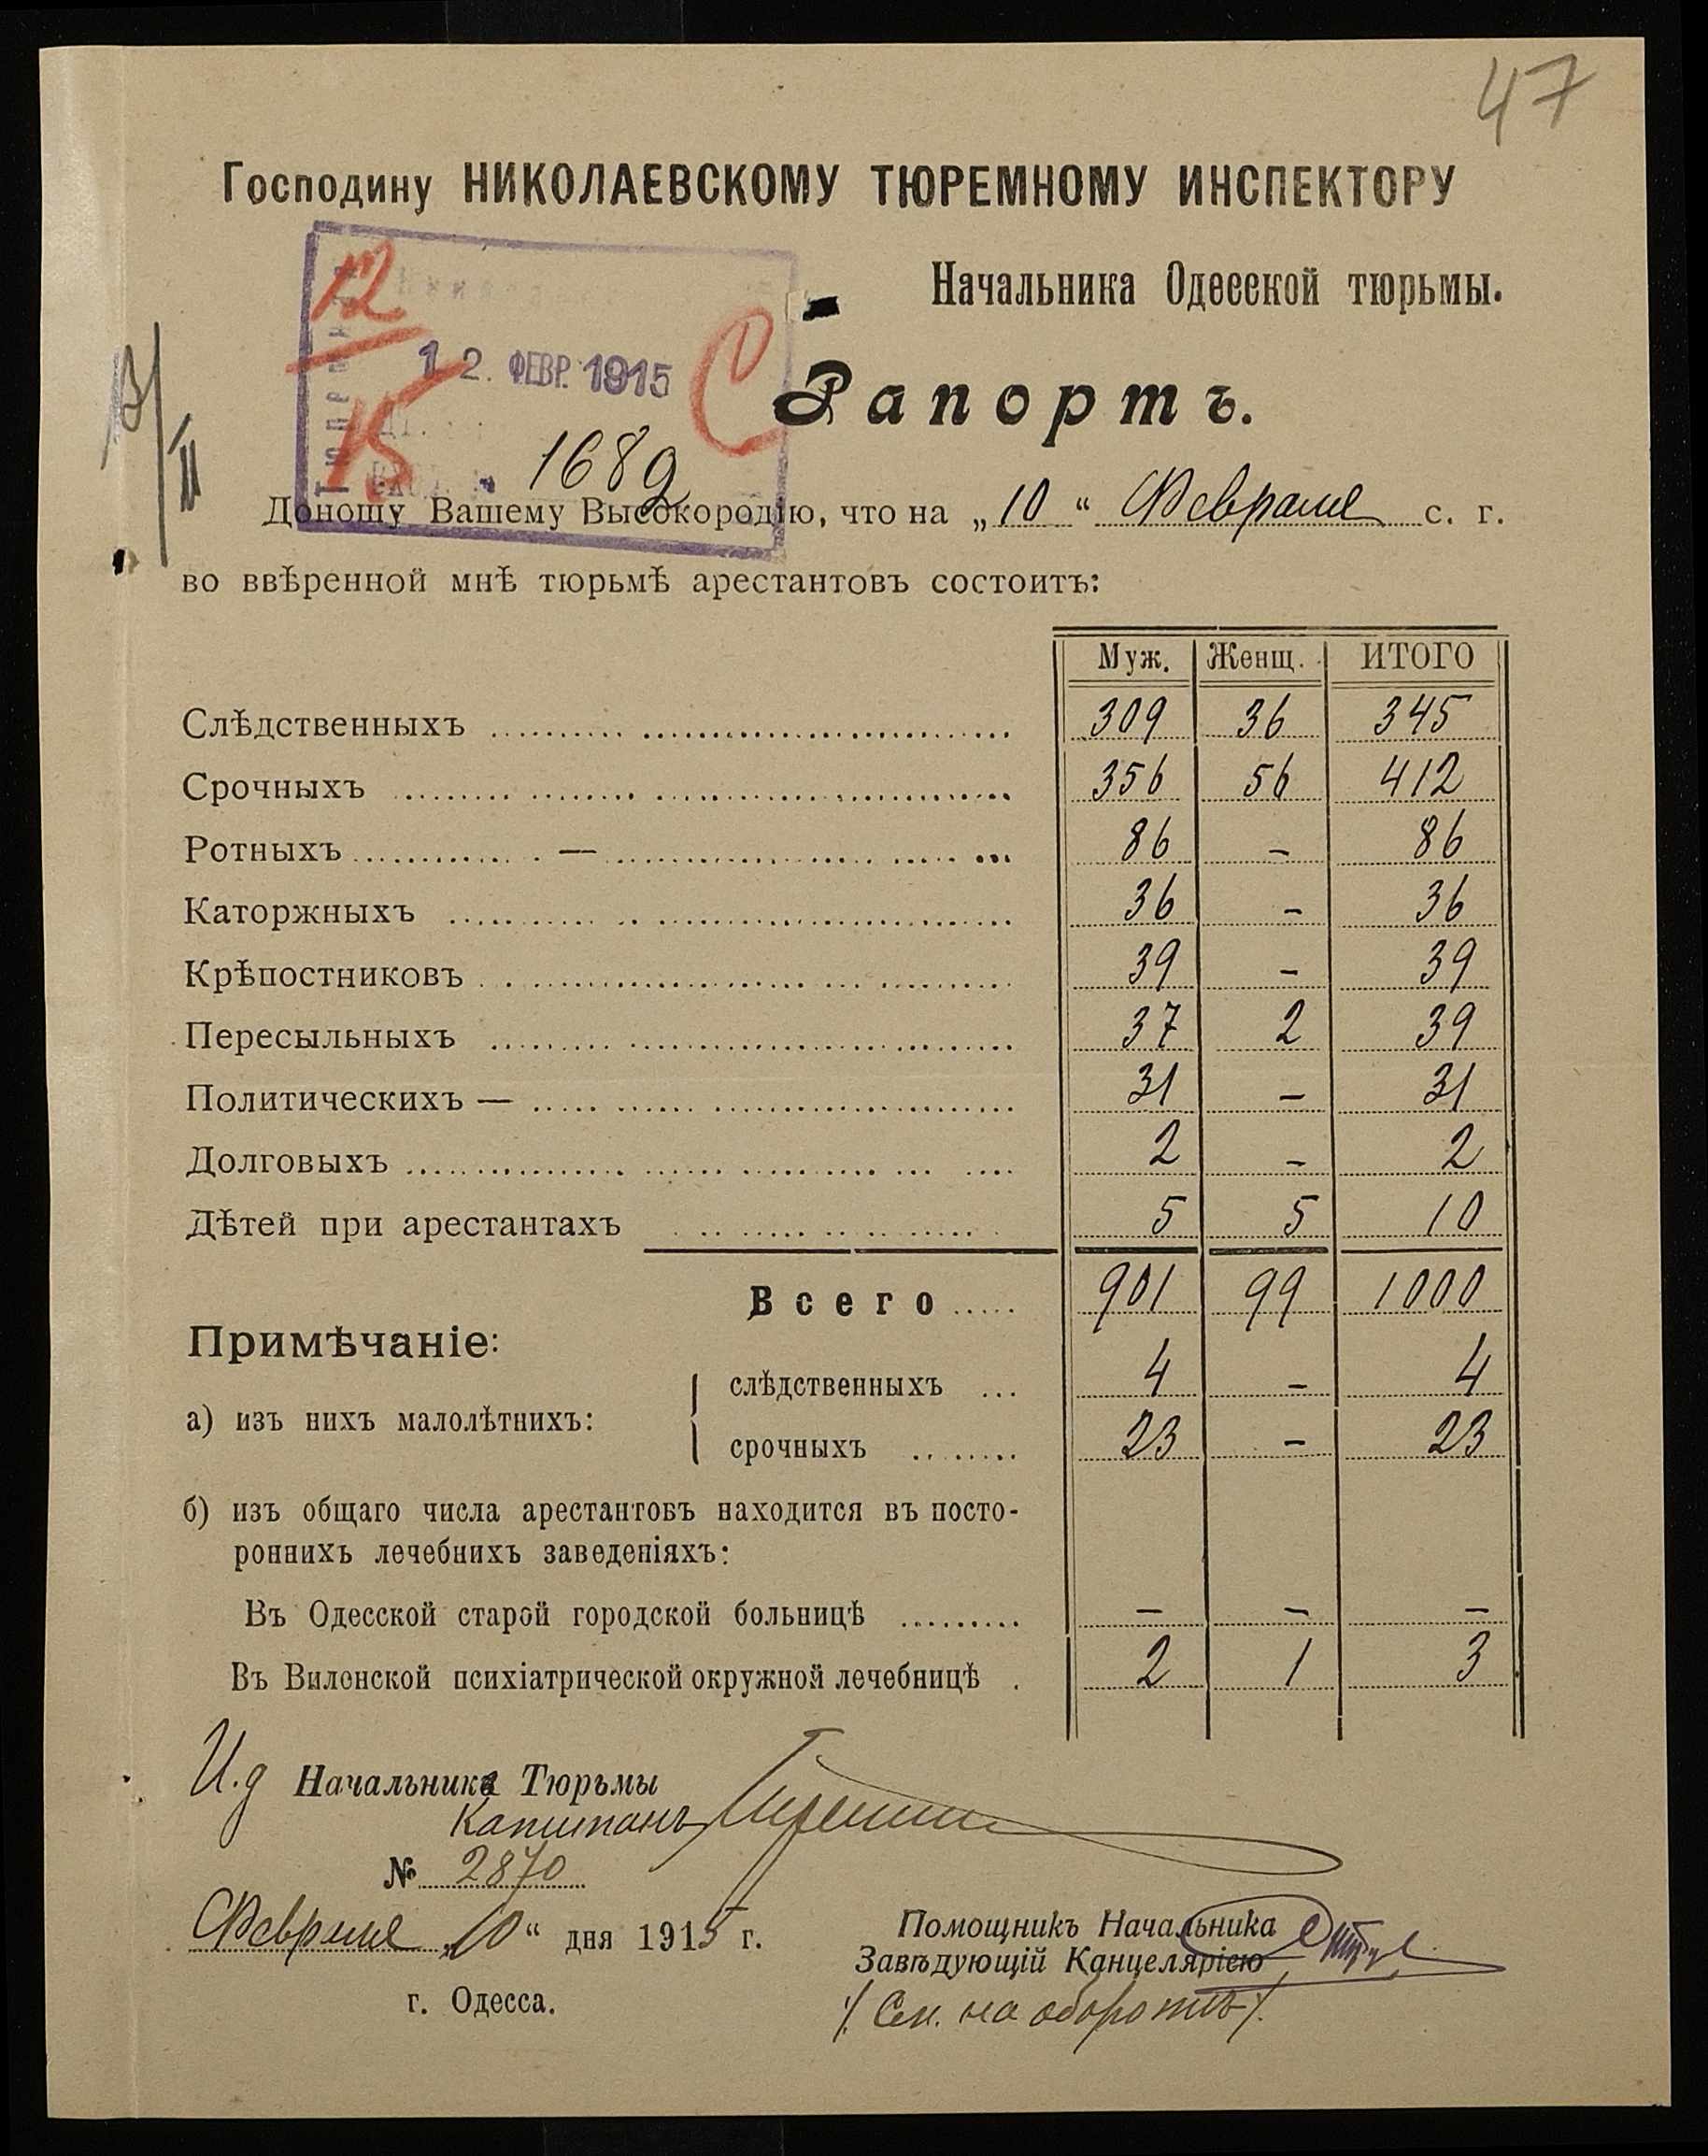 47
Господину НИКОЛАЕВСКОМУ ТЮРЕМНОМУ ИНСПЕКТОРУ
Начальника Одесской тюрьмы.
12
15
С
12. ФЕВР. 1915
1689
Рапортъ.
Доношу Вашему Высокородію, что на „10“ Февраля с. г.
во ввѣренной мнѣ тюрьмѣ арестантовъ состоитъ:
Муж. Женщ. ИТОГО
Слѣдственныхъ 309 36 345
Срочныхъ 356 56 412
Ротныхъ — 86 - 86
Каторжныхъ 36 - 36
Крѣпостниковъ 39 - 39
Пересыльныхъ 37 2 39
Политическихъ — 31 - 31
Долговыхъ 2 - 2
Дѣтей при арестантахъ 5 5 10
Всего 901 99 1000
Примѣчаніе:
а) изъ нихъ малолѣтнихъ:
слѣдственныхъ 4 - 4
срочныхъ 23 - 23
б) изъ общаго числа арестантовъ находится въ посто-
роннихъ лечебнихъ заведеніяхъ:
Въ Одесской старой городской больницѣ - - -
Въ Виленской психіатрической окружной лечебницѣ 2 1 3
И.д Начальника Тюрьмы
Капитанъ
№ 2870
Февраля „10“ дня 1915 г.
г. Одесса.
Помощникъ Начальника
Завѣдующій Канцеляріею
/. См. на оборотѣ ./.